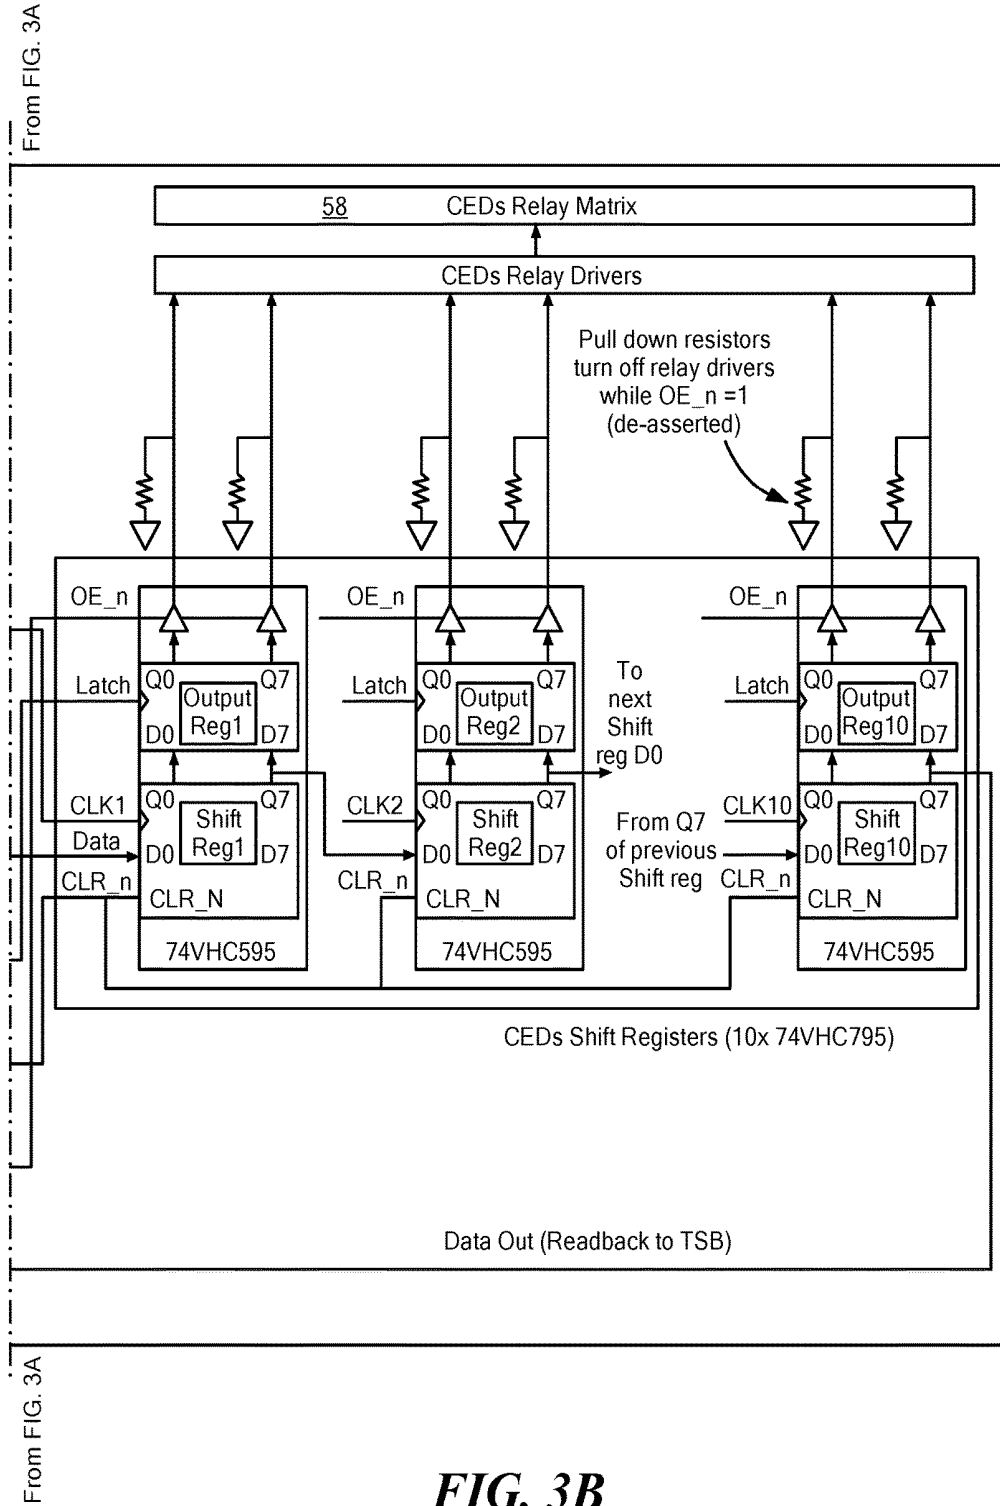 From FIG. 3A
58 CEDs Relay Matrix
CEDs Relay Drivers
Pull down resistors
turn off relay drivers
while OE_n =1
(de-asserted)
OE_n
OE_n
OE_n
Latch
Q0
Q7
Output
Reg1
D0
D7
Latch
Q0
Q7
Output
Reg2
D0
D7
To
next
Shift
reg D0
Latch
Q0
Q7
Output
Reg10
D0
D7
CLK1
Data
CLR_n
Q0
Q7
Shift
Reg1
D0
D7
CLR_N
74VHC595
CLK2
CLR_n
Q0
Q7
Shift
Reg2
D0
D7
CLR_N
74VHC595
From Q7
of previous
Shift reg
CLK10
CLR_n
Q0
Q7
Shift
Reg10
D0
D7
CLR_N
74VHC595
CEDs Shift Registers (10x 74VHC795)
Data Out (Readback to TSB)
From FIG. 3A
FIG. 3B